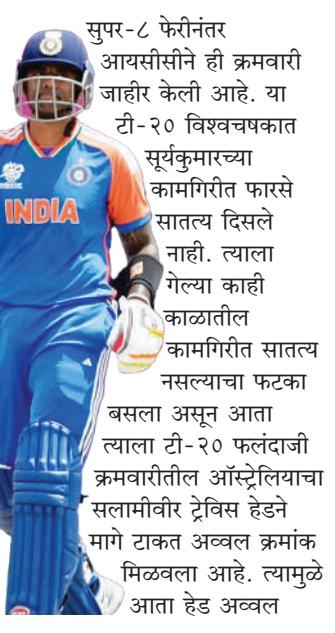 सुपर-८ फेरीनंतर
आयसीसीने ही क्रमवारी
जाहीर केली आहे. या
टी-२० विश्वचषकात
सूर्यकुमारच्या
कामगिरीत फारसे
सातत्य दिसले
नाही. त्याला
गेल्या काही
काळातील
कामगिरीत सातत्य
नसल्याचा फटका
बसला असून आता
त्याला टी-२० फलंदाजी
क्रमवारीतील ऑस्ट्रेलियाचा
सलामीवीर ट्रेविस हेडने
मागे टाकत अव्वल क्रमांक
मिळवला आहे. त्यामुळे
आता हेड अव्वल
INDIA